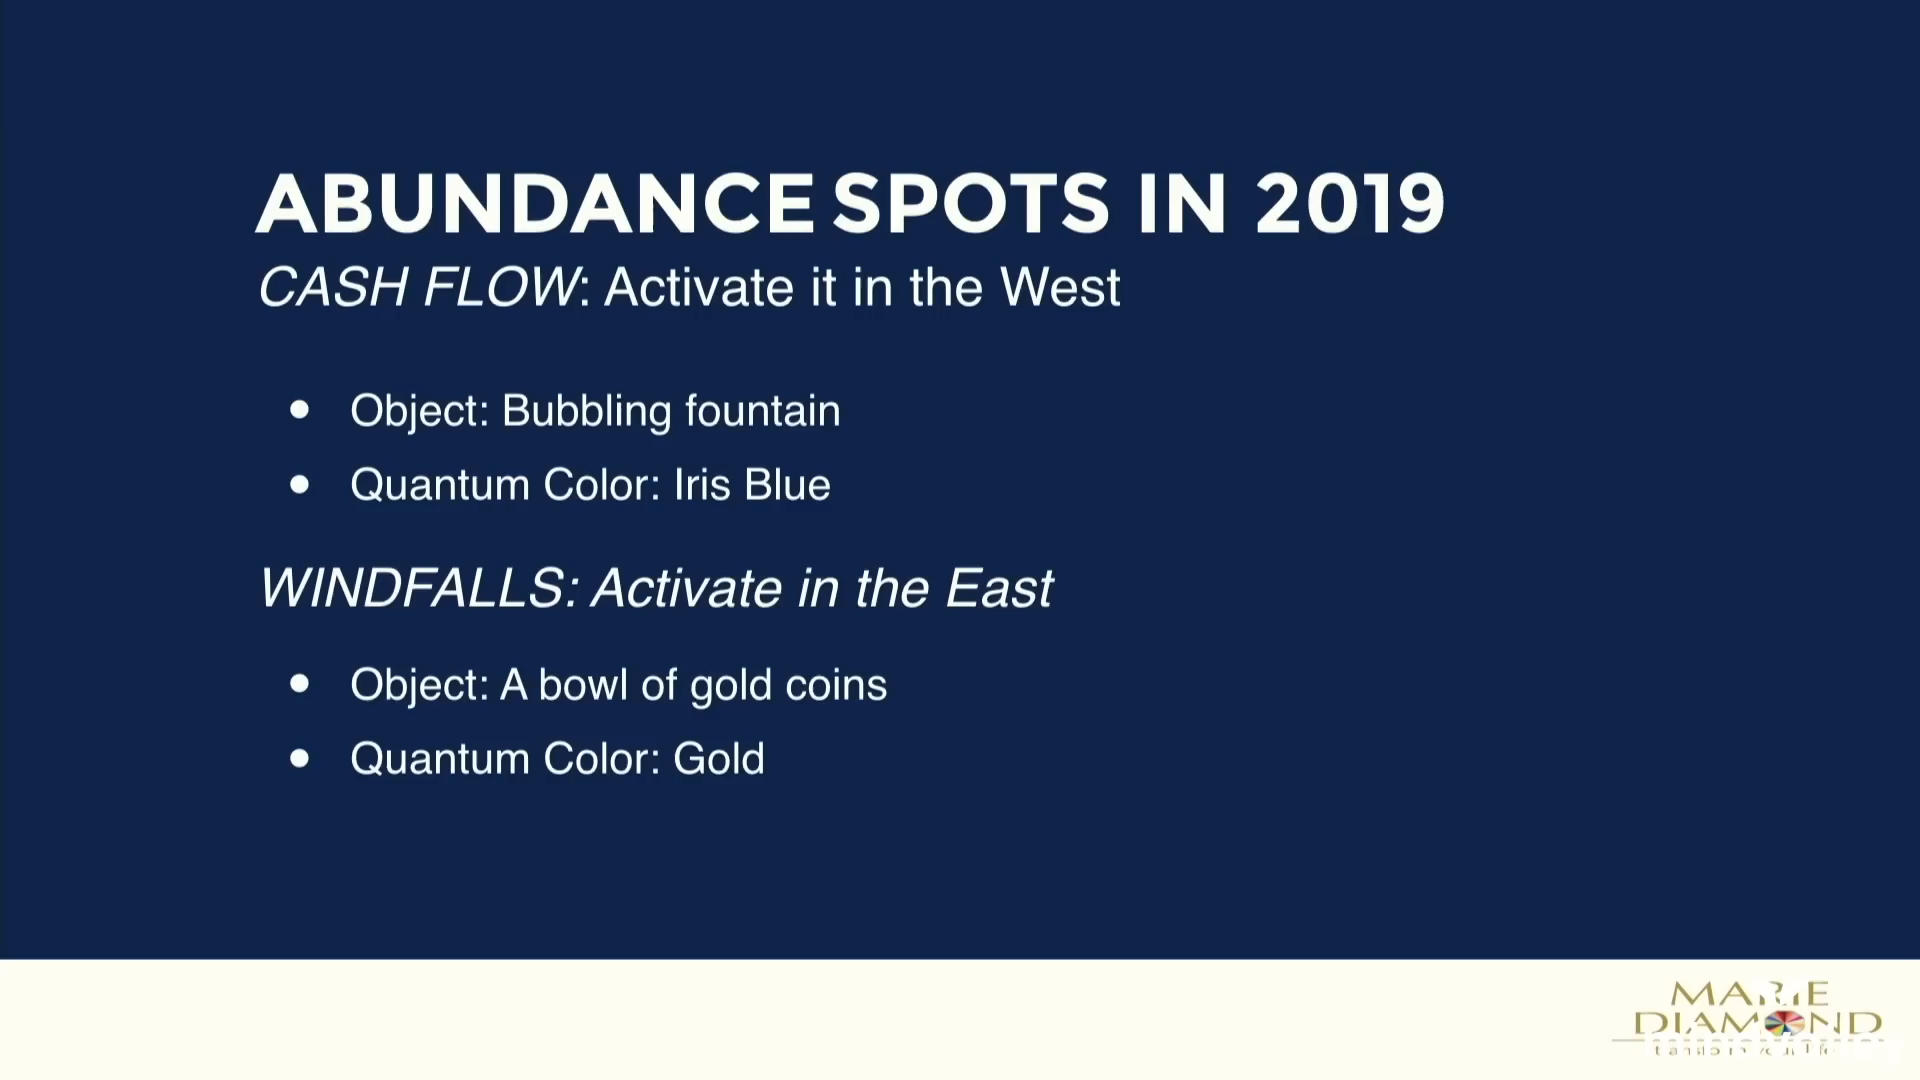 ABUNDANCE SPOTS IN 2019
CASH FLOW: Activate it in the West
● Object: Bubbling fountain
● Quantum Color: Iris Blue
WINDFALLS: Activate in the East
● Object: A bowl of gold coins
● Quantum Color: Gold
MARIE
DIAMOND